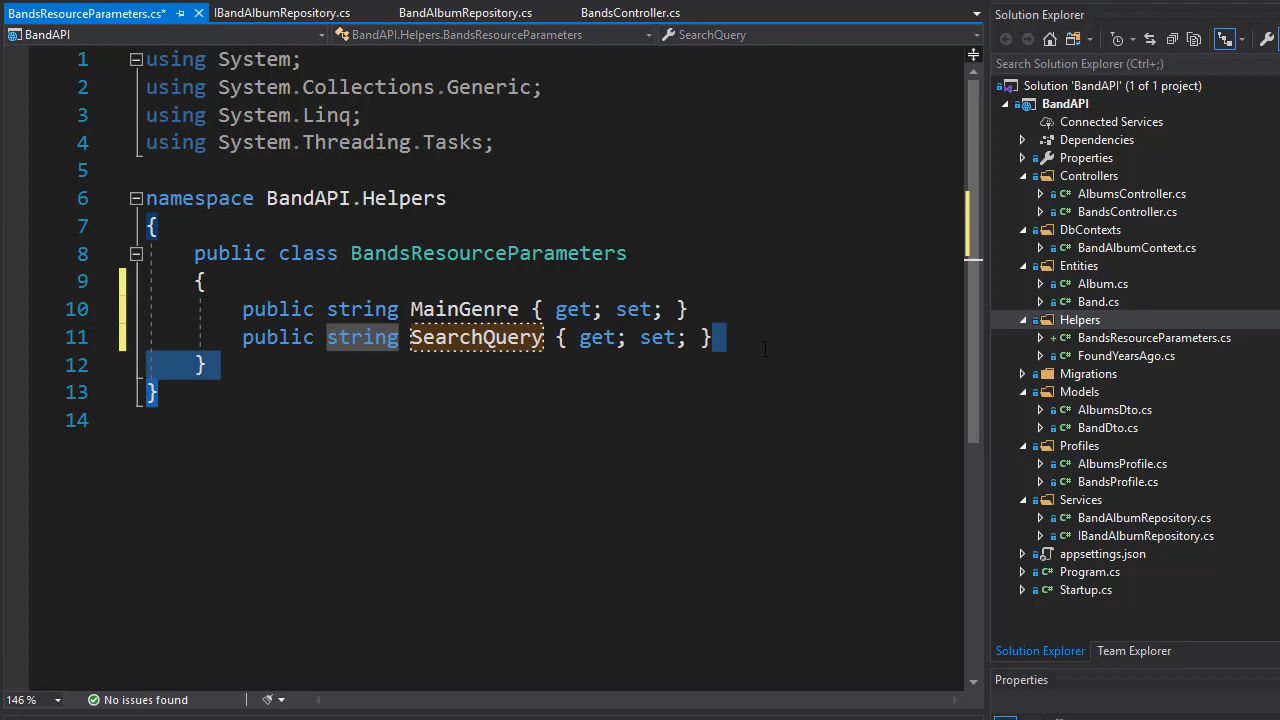 BandsResourceParameters.cs*
IBandAlbumRepository.cs
BandAlbumRepository.cs
BandsController.cs
BandAPI
BandAPI.Helpers.BandsResourceParameters
SearchQuery
1 using System;
2 using System.Collections.Generic;
3 using System.Linq;
4 using System.Threading.Tasks;
5
6 namespace BandAPI.Helpers
7 {
8 public class BandsResourceParameters
9 {
10 public string MainGenre { get; set; }
11 public string SearchQuery { get; set; }
12 }
13 }
14
146 %
No issues found
Solution Explorer
Search Solution Explorer (Ctrl+;)
Solution 'BandAPI' (1 of 1 project)
BandAPI
Connected Services
Dependencies
Properties
Controllers
C# AlbumsController.cs
C# BandsController.cs
DbContexts
C# BandAlbumContext.cs
Entities
C# Album.cs
C# Band.cs
Helpers
+ C# BandsResourceParameters.cs
C# FoundYearsAgo.cs
Migrations
Models
C# AlbumsDto.cs
C# BandDto.cs
Profiles
C# AlbumsProfile.cs
C# BandsProfile.cs
Services
C# BandAlbumRepository.cs
C# IBandAlbumRepository.cs
appsettings.json
C# Program.cs
C# Startup.cs
Solution Explorer
Team Explorer
Properties